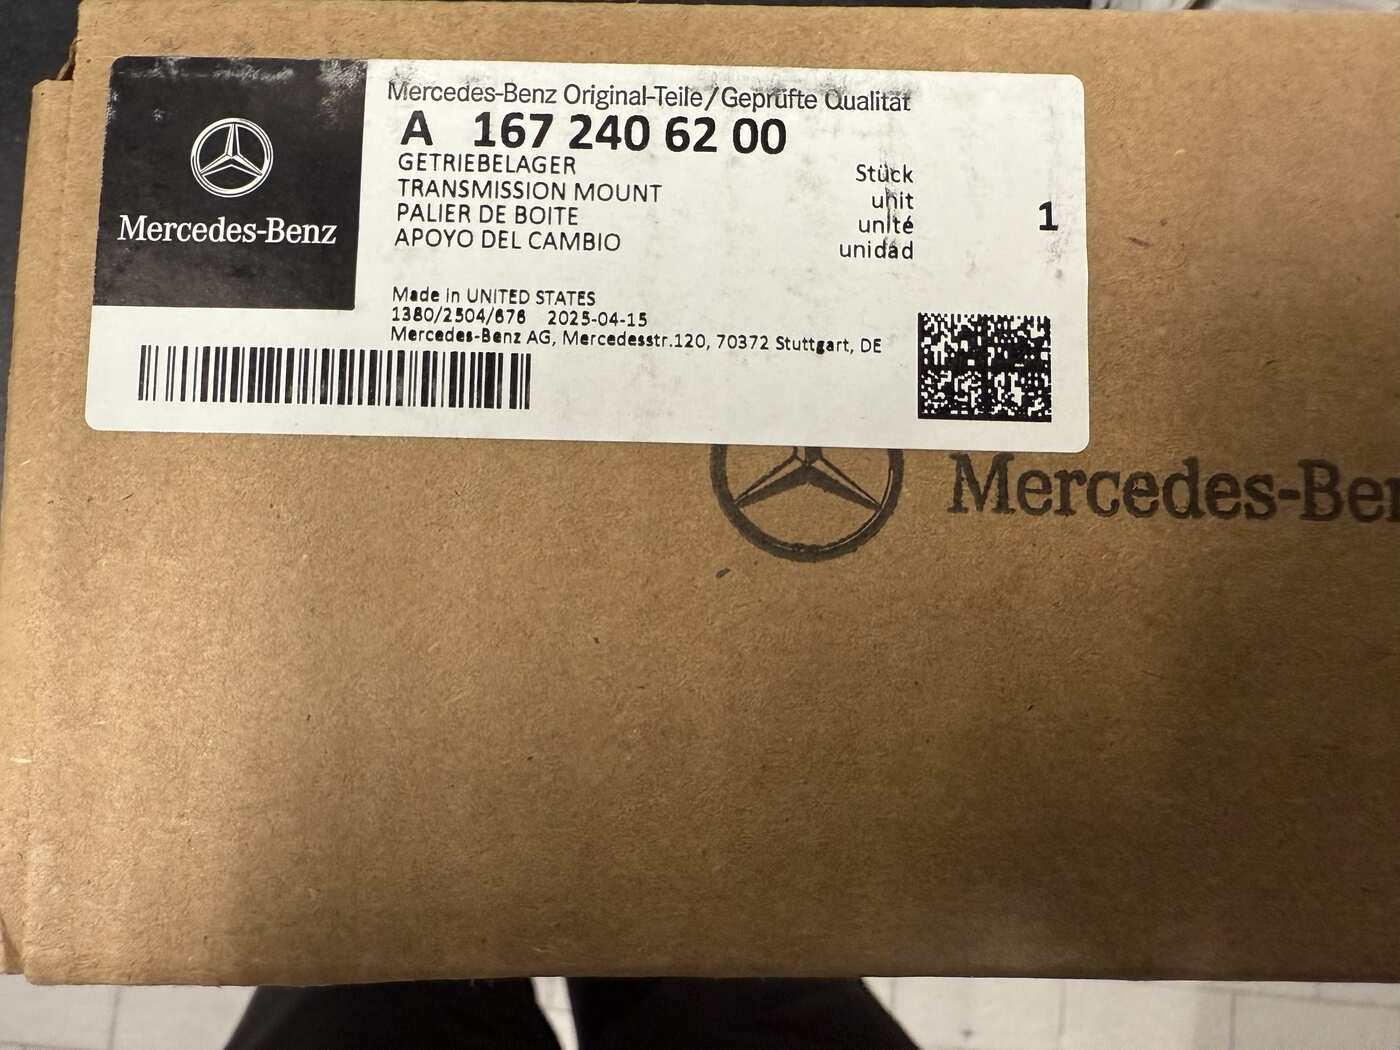 Mercedes-Benz
Mercedes-Benz Original-Teile/Geprüfte Qualität
A 167 240 62 00
GETRIEBELAGER
TRANSMISSION MOUNT
PALIER DE BOITE
APOYO DEL CAMBIO
Stück
unit
unité
unidad
1
Made in UNITED STATES
1380/2504/676 2025-04-15
Mercedes-Benz AG, Mercedesstr.120, 70372 Stuttgart, DE
Mercedes-Ben